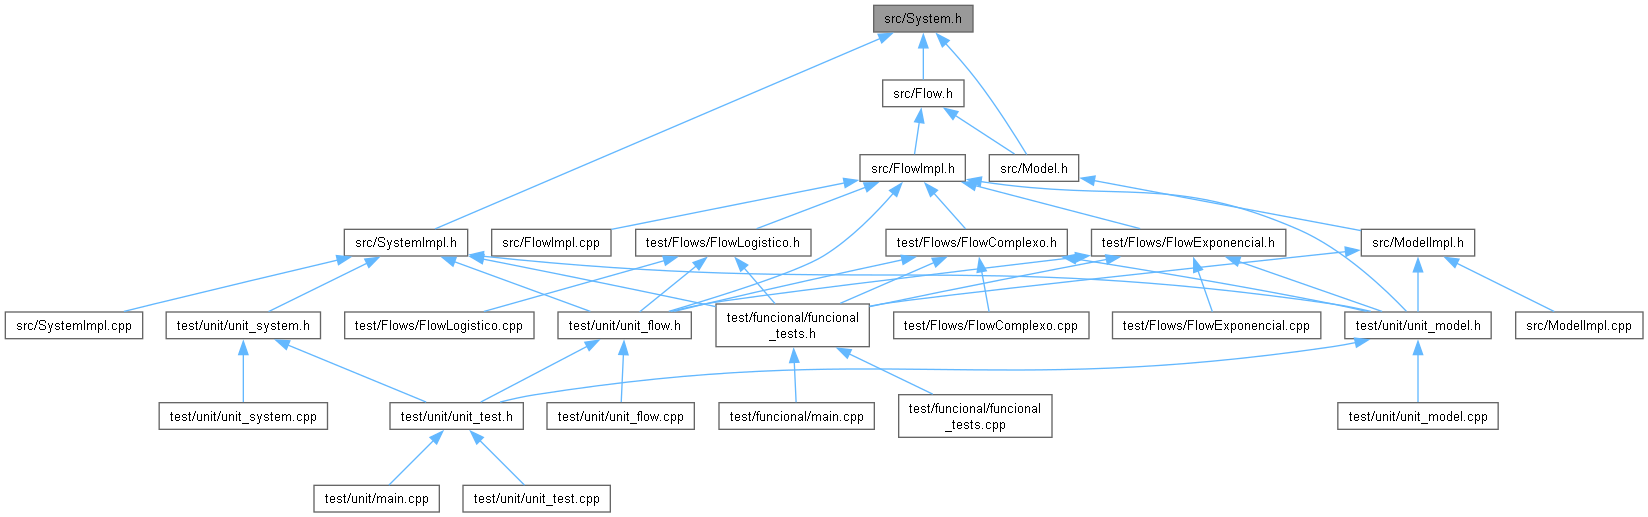 src/System.h
src/Flow.h
src/FlowImpl.h
src/Model.h
src/SystemImpl.h
src/FlowImpl.cpp
test/Flows/FlowLogistico.h
test/Flows/FlowComplexo.h
test/Flows/FlowExponencial.h
src/ModelImpl.h
src/SystemImpl.cpp
test/unit/unit_system.h
test/Flows/FlowLogistico.cpp
test/unit/unit_flow.h
test/funcional/funcional
_tests.h
test/Flows/FlowComplexo.cpp
test/Flows/FlowExponencial.cpp
test/unit/unit_model.h
src/ModelImpl.cpp
test/unit/unit_system.cpp
test/unit/unit_test.h
test/unit/unit_flow.cpp
test/funcional/main.cpp
test/funcional/funcional
_tests.cpp
test/unit/unit_model.cpp
test/unit/main.cpp
test/unit/unit_test.cpp